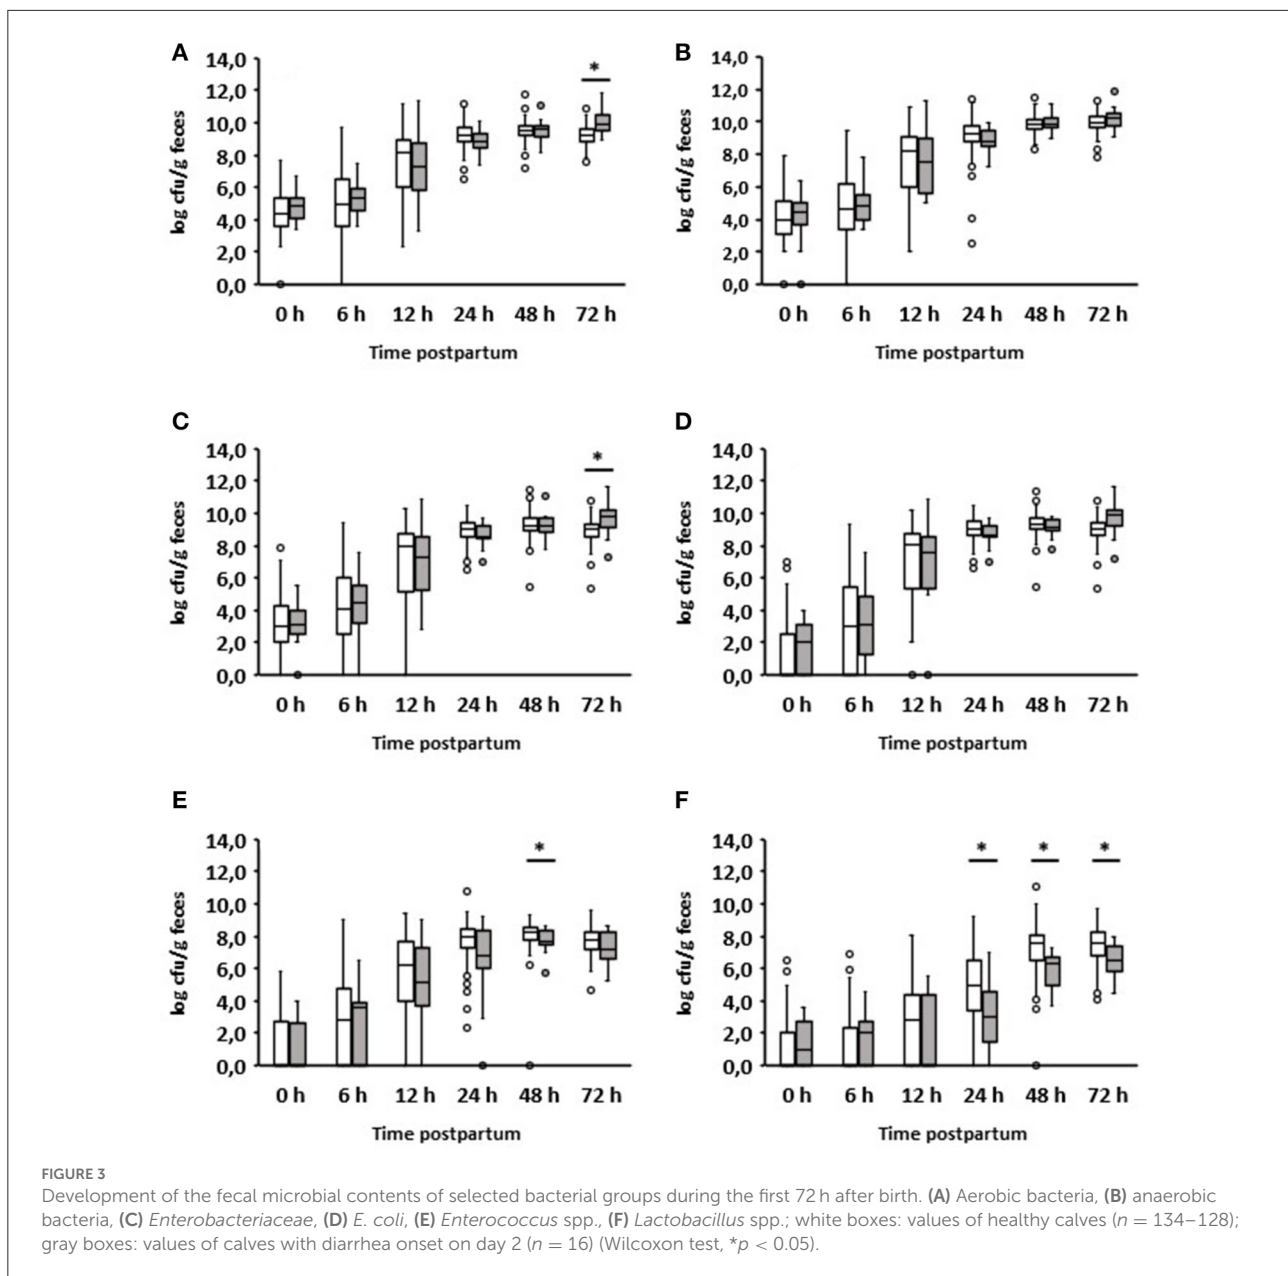 A
B
*
14,0
12,0
10,0
8,0
6,0
4,0
2,0
0,0
log cfu/g feces
0 h 6 h 12 h 24 h 48 h 72 h
Time postpartum
14,0
12,0
10,0
8,0
6,0
4,0
2,0
0,0
log cfu/g feces
0 h 6 h 12 h 24 h 48 h 72 h
Time postpartum
C
D
*
14,0
12,0
10,0
8,0
6,0
4,0
2,0
0,0
log cfu/g feces
0 h 6 h 12 h 24 h 48 h 72 h
Time postpartum
14,0
12,0
10,0
8,0
6,0
4,0
2,0
0,0
log cfu/g feces
0 h 6 h 12 h 24 h 48 h 72 h
Time postpartum
E
F
*
14,0
12,0
10,0
8,0
6,0
4,0
2,0
0,0
log cfu/g feces
0 h 6 h 12 h 24 h 48 h 72 h
Time postpartum
* * *
14,0
12,0
10,0
8,0
6,0
4,0
2,0
0,0
log cfu/g feces
0 h 6 h 12 h 24 h 48 h 72 h
Time postpartum
FIGURE 3
Development of the fecal microbial contents of selected bacterial groups during the first 72 h after birth. (A) Aerobic bacteria, (B) anaerobic
bacteria, (C) Enterobacteriaceae, (D) E. coli, (E) Enterococcus spp., (F) Lactobacillus spp.; white boxes: values of healthy calves (n = 134–128);
gray boxes: values of calves with diarrhea onset on day 2 (n = 16) (Wilcoxon test, *p < 0.05).